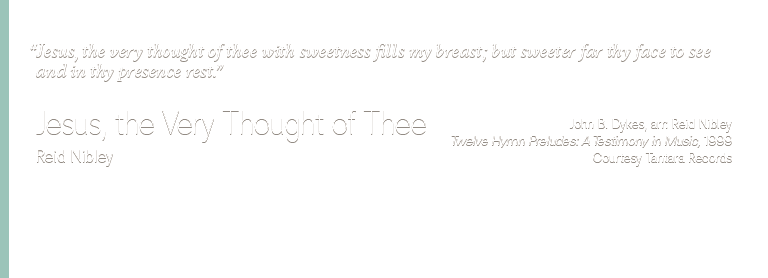 "Jesus, the very thought of thee with sweetness fills my breast; but sweeter far thy face to see
and in thy presence rest."
Jesus, the Very Thought of Thee
Reid Nibley
John B. Dykes, arr. Reid Nibley
Twelve Hymn Preludes: A Testimony in Music, 1999
Courtesy Tantara Records